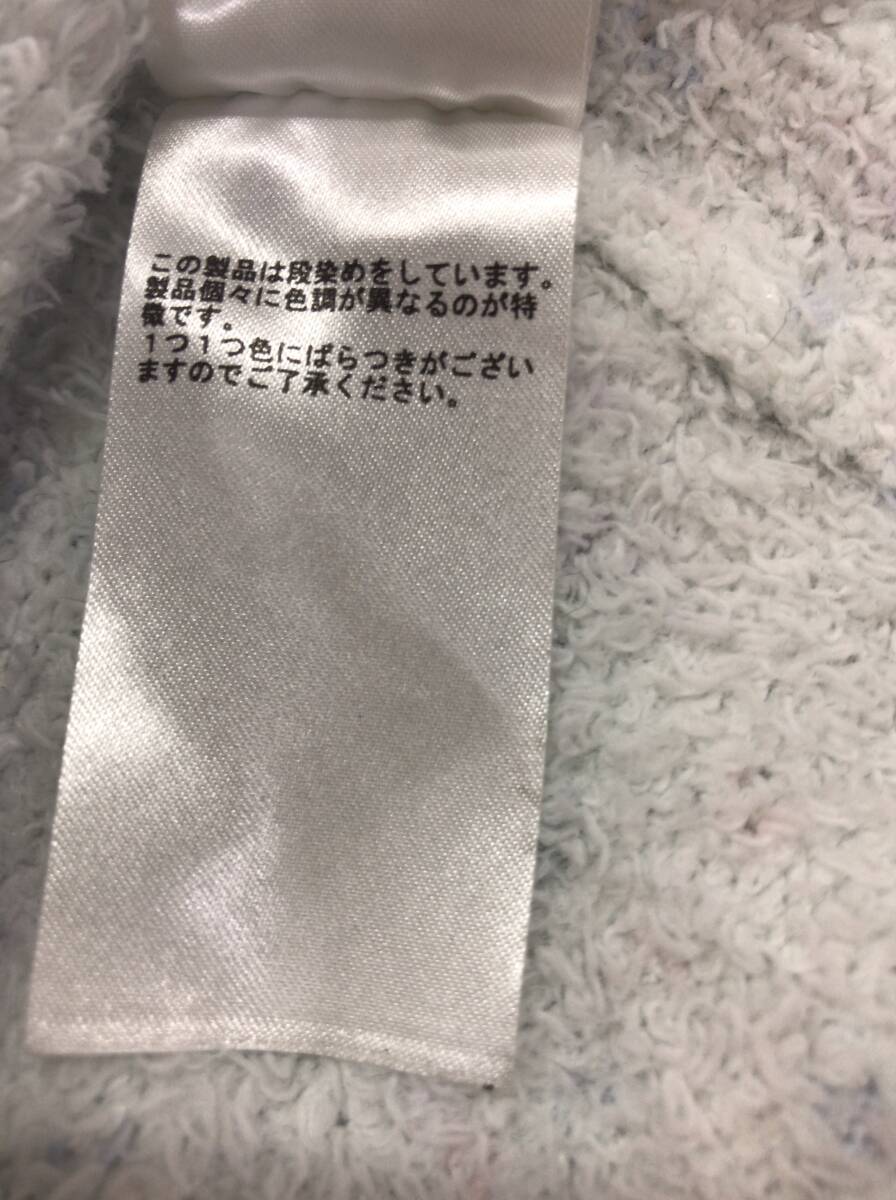 この製品は段染めをしています。
製品個々に色調が異なるのが特
徴です。
１つ１つ色にばらつきがござい
ますのでご了承ください。